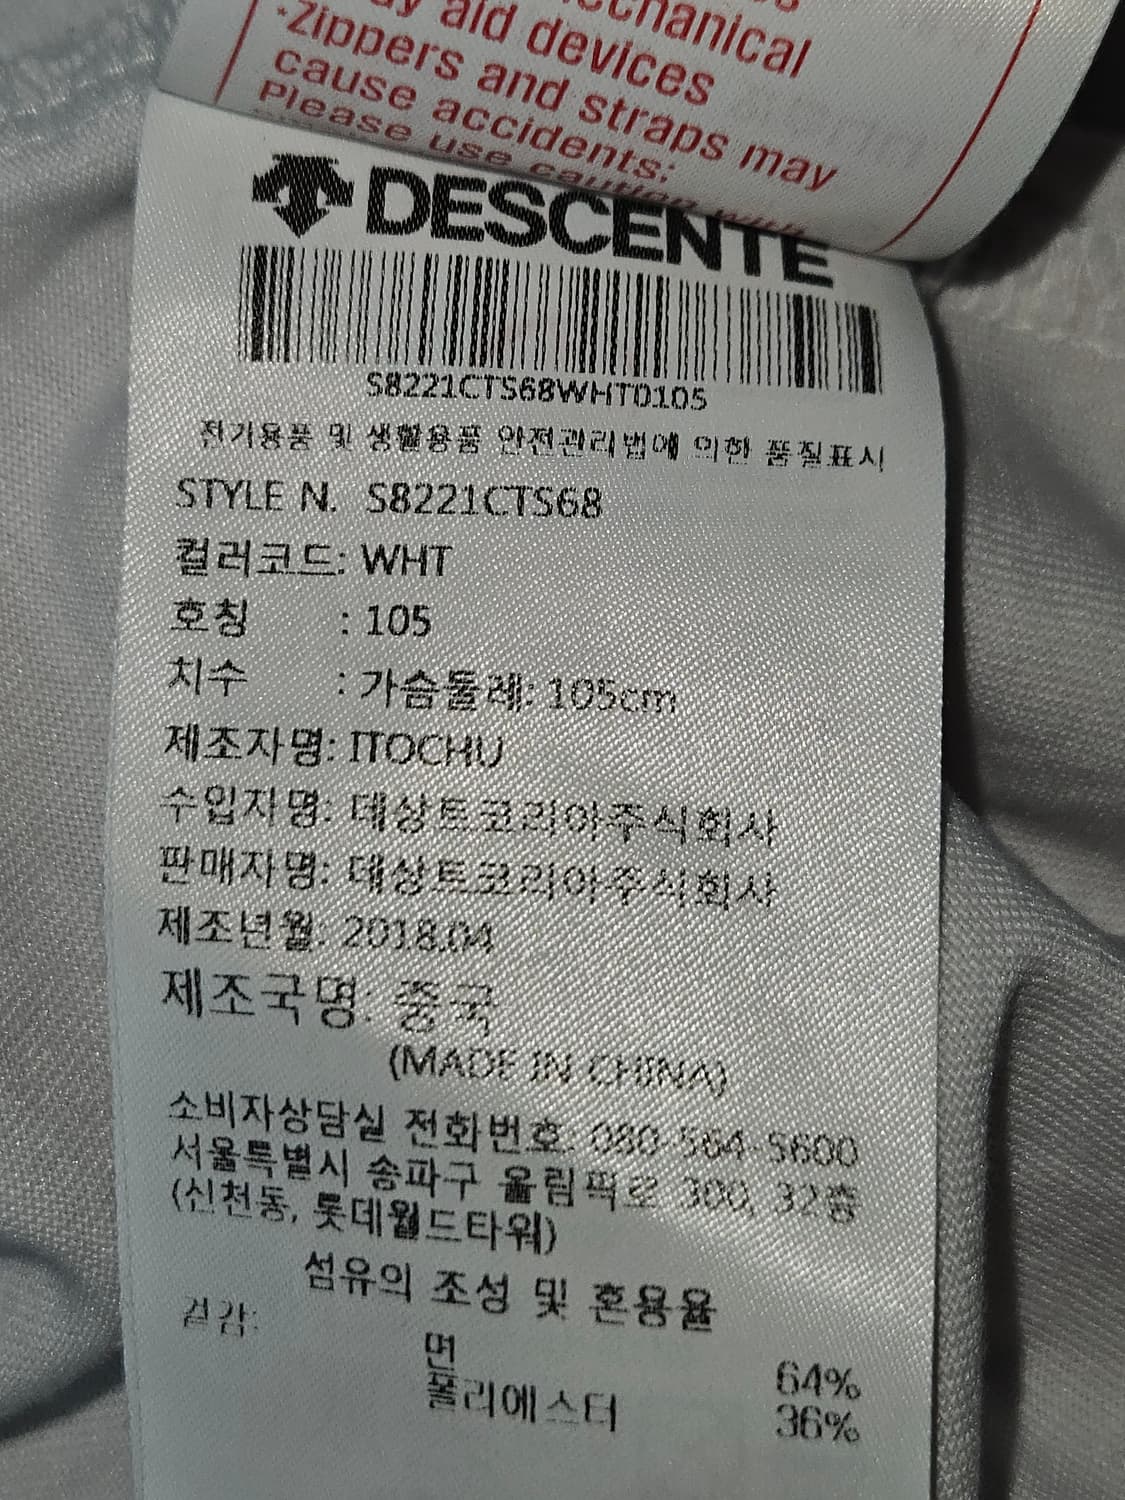 mechanical
aid devices
*Zippers and straps may
cause accidents;
Please use caution with
DESCENTE
S8221CTS68WHT0105
전기용품 및 생활용품 안전관리법에 의한 품질표시
STYLE N. S8221CTS68
컬러코드: WHT
호칭 : 105
치수 : 가슴둘레: 105cm
제조자명: ITOCHU
수입자명: 데상트코리아주식회사
판매자명: 데상트코리아주식회사
제조년월: 2018.04
제조국명: 중국
(MADE IN CHINA)
소비자상담실 전화번호: 080-564-5600
서울특별시 송파구 올림픽로 300, 32층
(신천동, 롯데월드타워)
섬유의 조성 및 혼용율
겉감:
면 64%
폴리에스터 36%